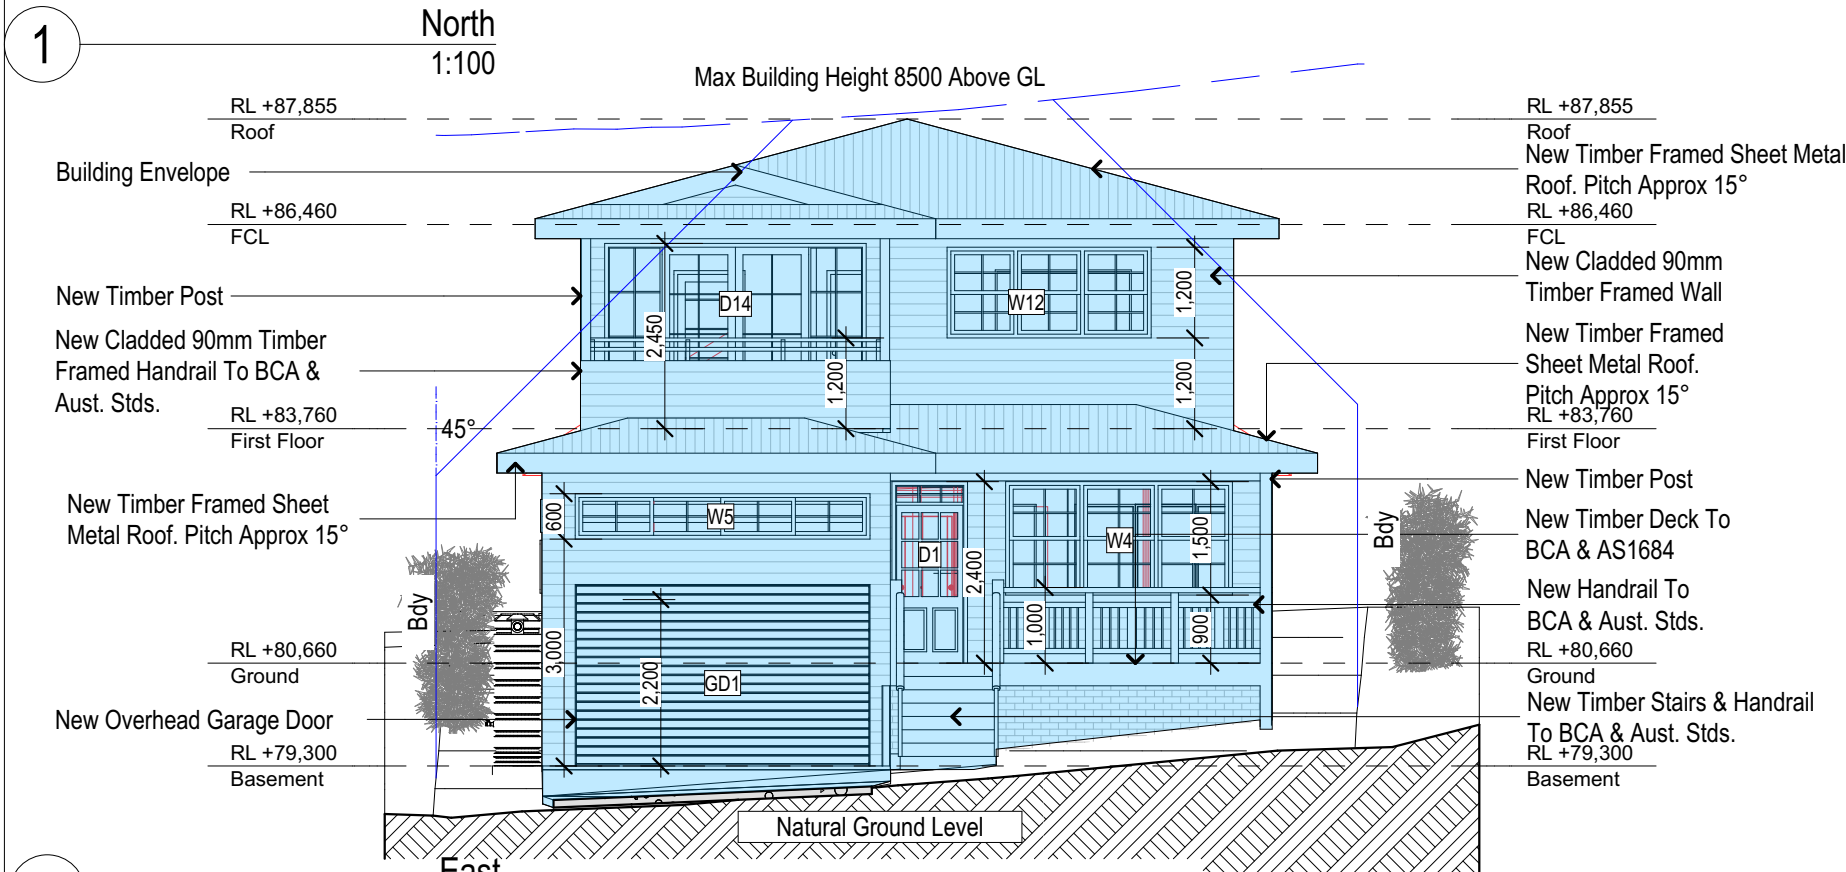 1
North
1:100
Max Building Height 8500 Above GL
RL +87,855
Roof
Building Envelope
RL +86,460
FCL
New Timber Post
New Cladded 90mm Timber
Framed Handrail To BCA &
Aust. Stds.
RL +83,760
First Floor
45°
New Timber Framed Sheet
Metal Roof. Pitch Approx 15°
Bdy
RL +80,660
Ground
New Overhead Garage Door
RL +79,300
Basement
D14
W12
2,450
1,200
1,200
1,200
W5
600
D1
W4
2,400
1,500
1,000
900
3,000
2,200
GD1
Natural Ground Level
RL +87,855
Roof
New Timber Framed Sheet Metal
Roof. Pitch Approx 15°
RL +86,460
FCL
New Cladded 90mm
Timber Framed Wall
New Timber Framed
Sheet Metal Roof.
Pitch Approx 15°
RL +83,760
First Floor
New Timber Post
Bdy
New Timber Deck To
BCA & AS1684
New Handrail To
BCA & Aust. Stds.
RL +80,660
Ground
New Timber Stairs & Handrail
To BCA & Aust. Stds.
RL +79,300
Basement
East